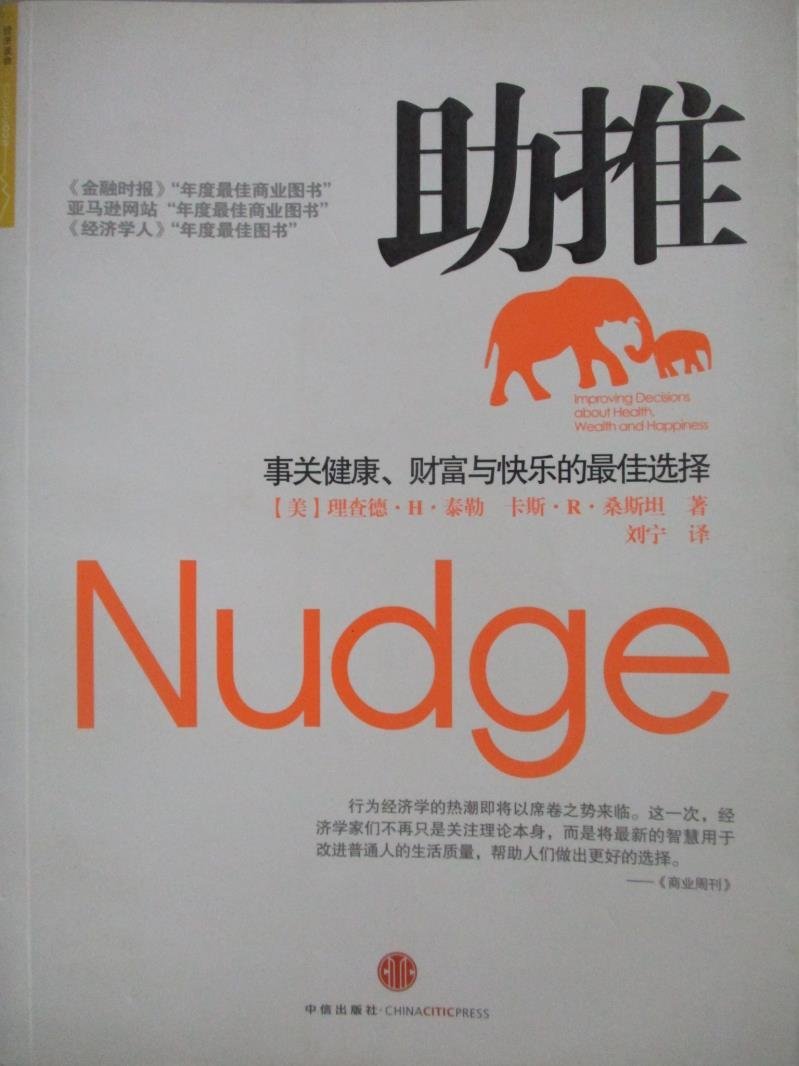 《金融时报》“年度最佳商业图书”
亚马逊网站 “年度最佳商业图书”
《经济学人》“年度最佳图书”
助推
Improving Decisions
about Health,
Wealth and Happiness
事关健康、财富与快乐的最佳选择
【美】理查德·H·泰勒 卡斯·R·桑斯坦 著
刘宁 译
Nudge
行为经济学的热潮即将以席卷之势来临。这一次，经
济学家们不再只是关注理论本身，而是将最新的智慧用于
改进普通人的生活质量，帮助人们做出更好的选择。
——《商业周刊》
中信出版社·CHINACITICPRESS